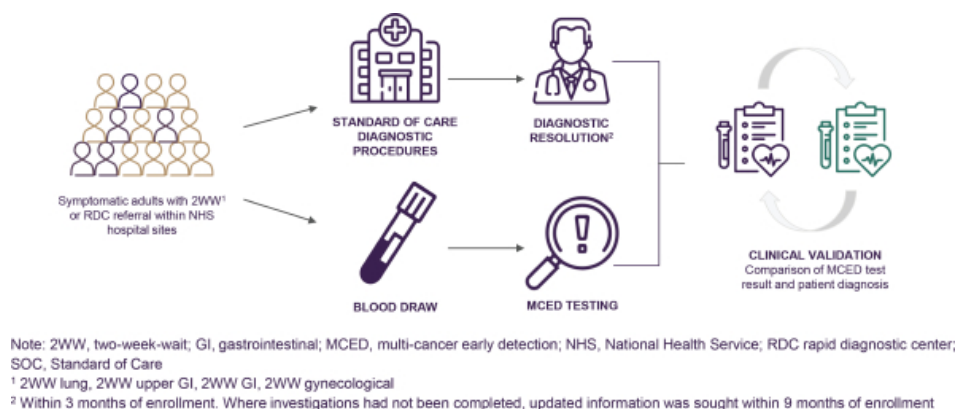 Symptomatic adults with 2WW¹
or RDC referral within NHS
hospital sites
STANDARD OF CARE
DIAGNOSTIC
PROCEDURES
DIAGNOSTIC
RESOLUTION²
BLOOD DRAW
MCED TESTING
CLINICAL VALIDATION
Comparison of MCED test
result and patient diagnosis
Note: 2WW, two-week-wait; GI, gastrointestinal; MCED, multi-cancer early detection; NHS, National Health Service; RDC rapid diagnostic center;
SOC, Standard of Care
¹ 2WW lung, 2WW upper GI, 2WW GI, 2WW gynecological
² Within 3 months of enrollment. Where investigations had not been completed, updated information was sought within 9 months of enrollment